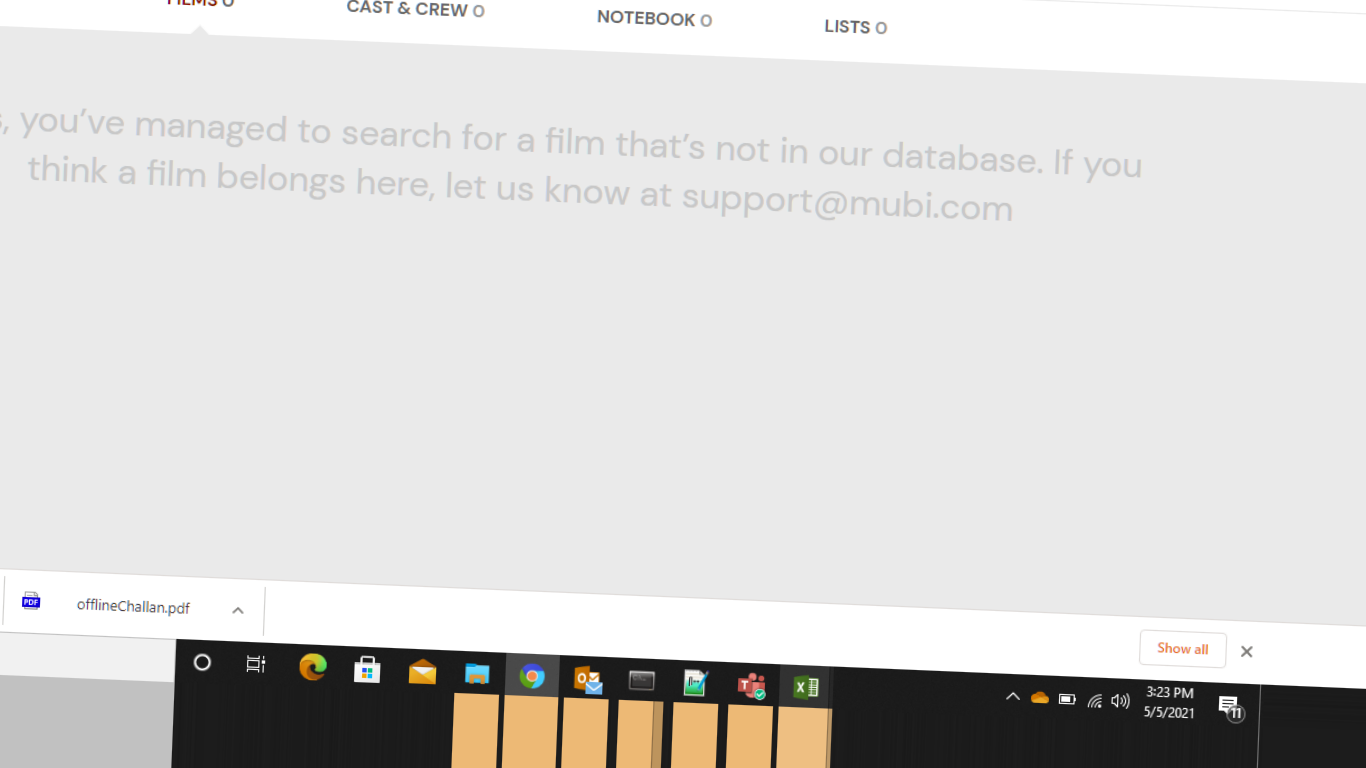 FILMS 0
CAST & CREW 0
NOTEBOOK 0
LISTS 0
you’ve managed to search for a film that’s not in our database. If you
think a film belongs here, let us know at support@mubi.com
PDF
offlineChallan.pdf
Show all
3:23 PM
5/5/2021
11